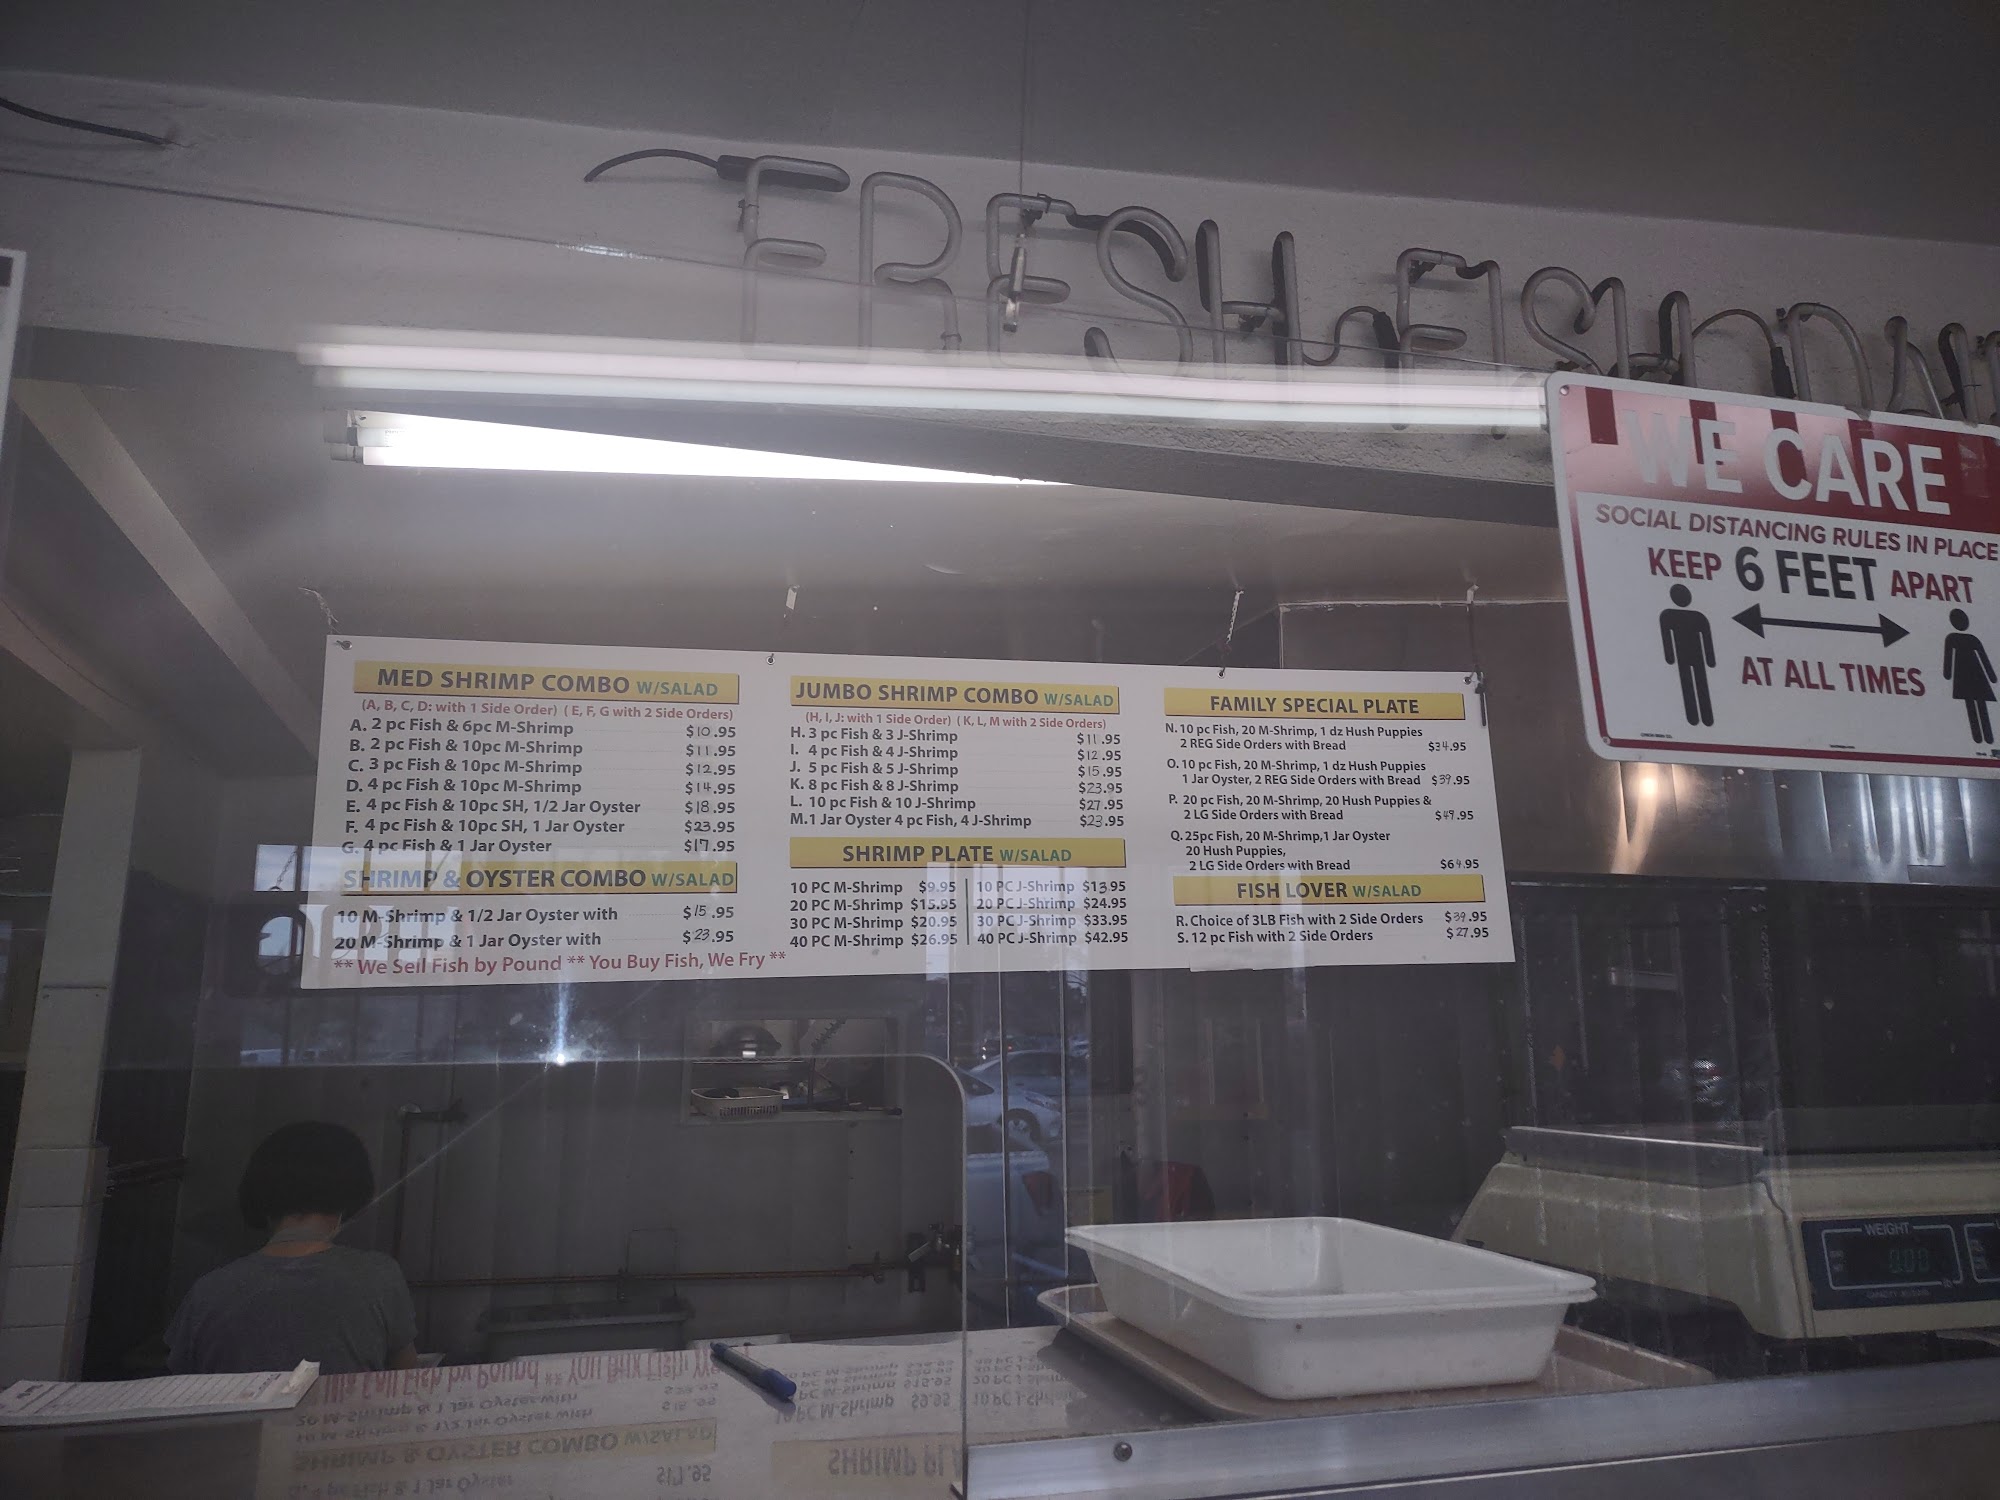 FRESH FISH
WE CARE
SOCIAL DISTANCING RULES IN PLACE
KEEP 6 FEET APART
AT ALL TIMES
MED SHRIMP COMBO W/SALAD
(A, B, C, D: with 1 Side Order) ( E, F, G with 2 Side Orders)
A. 2 pc Fish & 6pc M-Shrimp $10.95
B. 2 pc Fish & 10pc M-Shrimp $11.95
C. 3 pc Fish & 10pc M-Shrimp $12.95
D. 4 pc Fish & 10pc M-Shrimp $14.95
E. 4 pc Fish & 10pc SH, 1/2 Jar Oyster $18.95
F. 4 pc Fish & 10pc SH, 1 Jar Oyster $23.95
G. 4 pc Fish & 1 Jar Oyster $17.95
SHRIMP & OYSTER COMBO W/SALAD
10 M-Shrimp & 1/2 Jar Oyster with $15.95
20 M-Shrimp & 1 Jar Oyster with $23.95
** We Sell Fish by Pound ** You Buy Fish, We Fry **
JUMBO SHRIMP COMBO W/SALAD
(H, I, J: with 1 Side Order) ( K, L, M with 2 Side Orders)
H. 3 pc Fish & 3 J-Shrimp $11.95
I. 4 pc Fish & 4 J-Shrimp $12.95
J. 5 pc Fish & 5 J-Shrimp $15.95
K. 8 pc Fish & 8 J-Shrimp $23.95
L. 10 pc Fish & 10 J-Shrimp $27.95
M.1 Jar Oyster 4 pc Fish, 4 J-Shrimp $23.95
SHRIMP PLATE W/SALAD
10 PC M-Shrimp $9.95 10 PC J-Shrimp $13.95
20 PC M-Shrimp $15.95 20 PC J-Shrimp $24.95
30 PC M-Shrimp $20.95 30 PC J-Shrimp $33.95
40 PC M-Shrimp $26.95 40 PC J-Shrimp $42.95
FAMILY SPECIAL PLATE
N. 10 pc Fish, 20 M-Shrimp, 1 dz Hush Puppies
2 REG Side Orders with Bread $34.95
O. 10 pc Fish, 20 M-Shrimp, 1 dz Hush Puppies
1 Jar Oyster, 2 REG Side Orders with Bread $39.95
P. 20 pc Fish, 20 M-Shrimp, 20 Hush Puppies &
2 LG Side Orders with Bread $49.95
Q. 25pc Fish, 20 M-Shrimp,1 Jar Oyster
20 Hush Puppies,
2 LG Side Orders with Bread $64.95
FISH LOVER W/SALAD
R. Choice of 3LB Fish with 2 Side Orders $39.95
S. 12 pc Fish with 2 Side Orders $27.95
WEIGHT
0.00